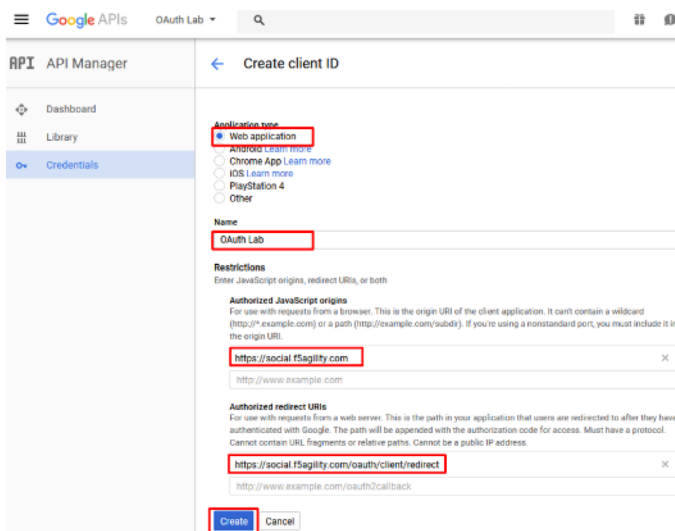 Google APIs OAuth Lab
API API Manager Create client ID
Dashboard
Library
Credentials
Application type
Web application
Android Learn more
Chrome App Learn more
iOS Learn more
PlayStation 4
Other
Name
OAuth Lab
Restrictions
Enter JavaScript origins, redirect URIs, or both
Authorized JavaScript origins
For use with requests from a browser. This is the origin URI of the client application. It can't contain a wildcard
(http://*.example.com) or a path (http://example.com/subdir). If you're using a nonstandard port, you must include it in
the origin URI.
https://social.f5agility.com
http://www.example.com
Authorized redirect URIs
For use with requests from a web server. This is the path in your application that users are redirected to after they have
authenticated with Google. The path will be appended with the authorization code for access. Must have a protocol.
Cannot contain URL fragments or relative paths. Cannot be a public IP address.
https://social.f5agility.com/oauth/client/redirect
http://www.example.com/oauth2callback
Create Cancel